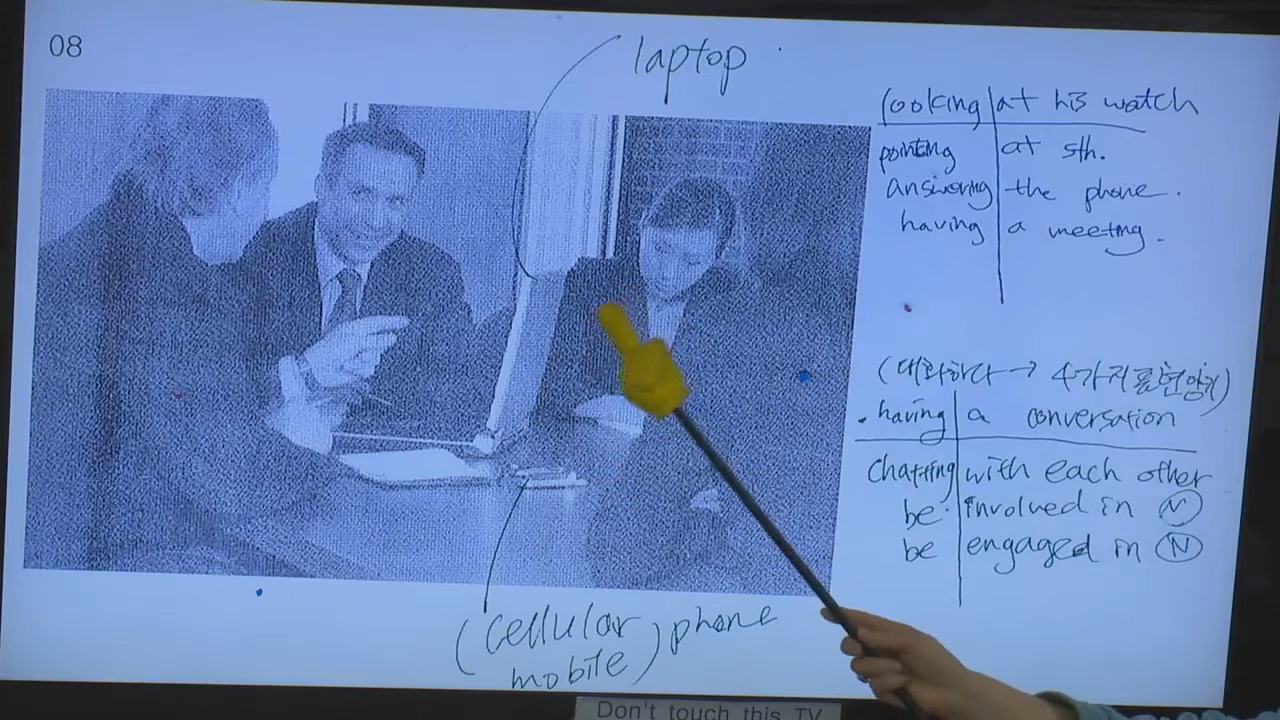 08
laptop
looking at his watch
pointing at sth.
answering the phone.
having a meeting.
(대화하다 → 4가지 표현 암기)
having a conversation
chatting with each other
be involved in N
be engaged in N
(cellular
mobile) phone
Don't touch this TV